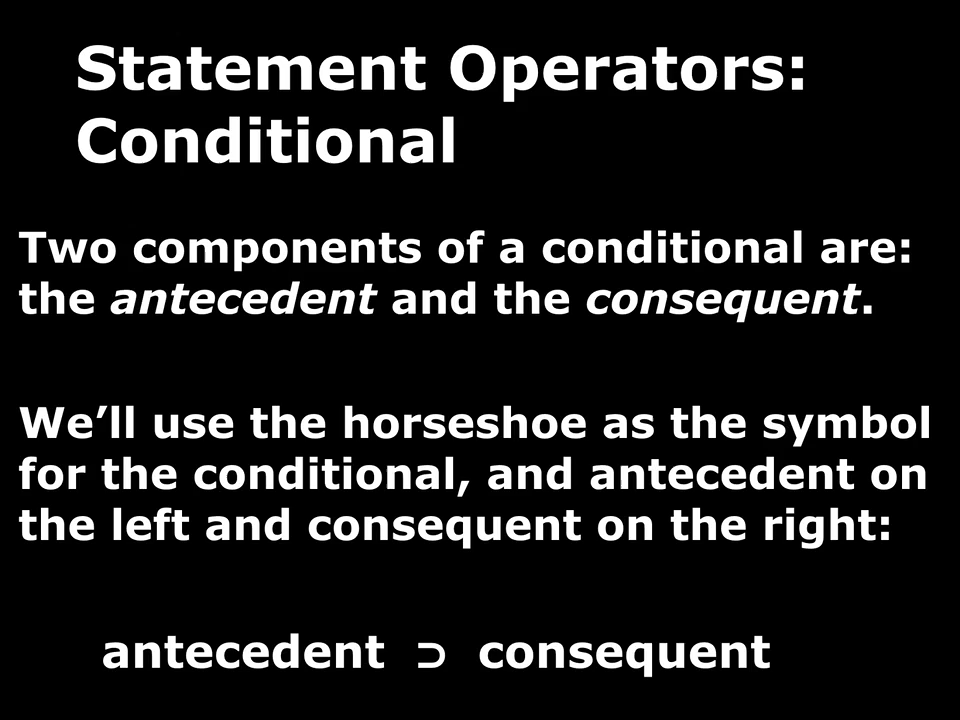 Statement Operators:
Conditional
Two components of a conditional are:
the antecedent and the consequent.
We’ll use the horseshoe as the symbol
for the conditional, and antecedent on
the left and consequent on the right:
antecedent ⊃ consequent